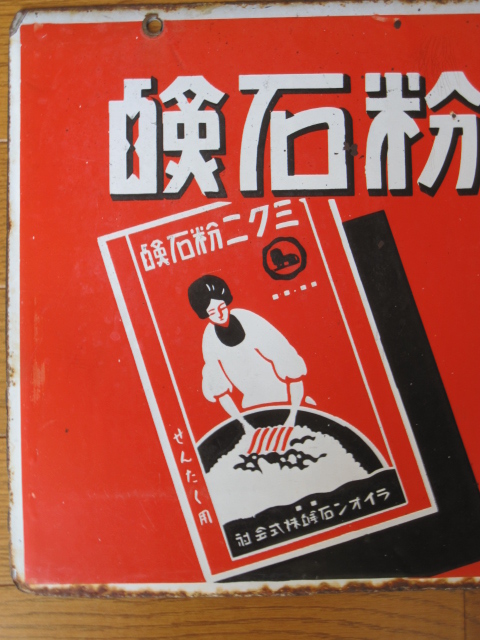 粉石鹸
ミクニ粉石鹸
せんたく用
ライオン石鹸株式会社